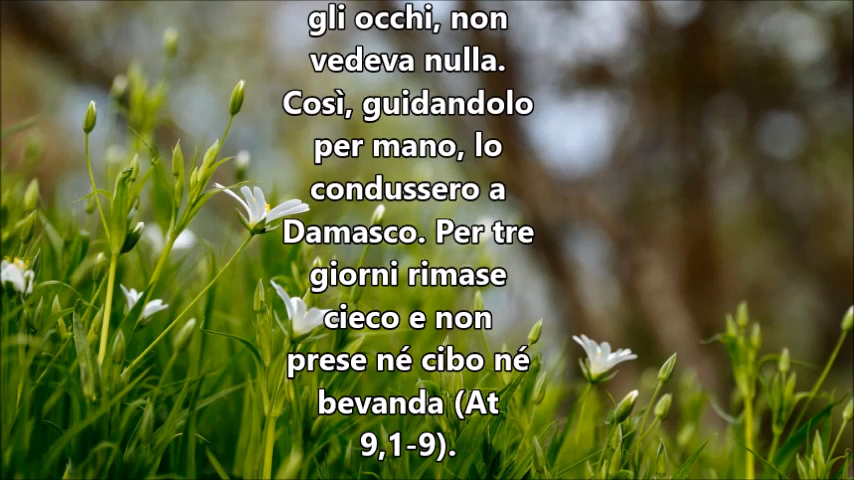 gli occhi, non
vedeva nulla.
Così, guidandolo
per mano, lo
condussero a
Damasco. Per tre
giorni rimase
cieco e non
prese né cibo né
bevanda (At
9,1-9).